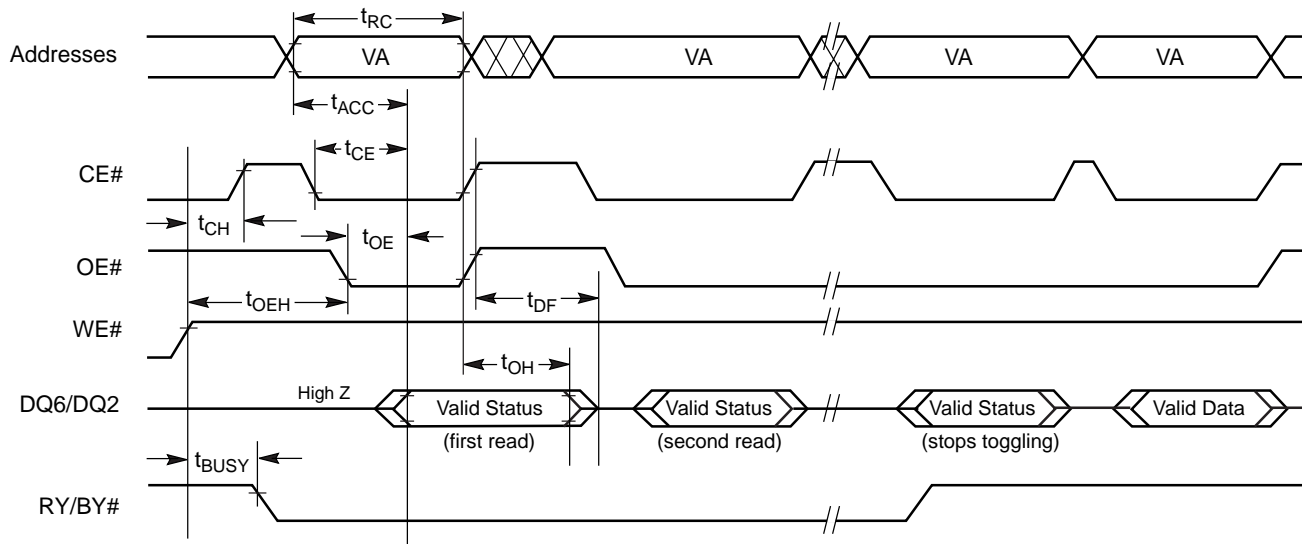 tRC
Addresses VA VA VA VA
tACC
tCE
CE#
tCH
tOE
OE#
tOEH
tDF
WE#
tOH
High Z
DQ6/DQ2 Valid Status Valid Status Valid Status Valid Data
(first read) (second read) (stops toggling)
tBUSY
RY/BY#